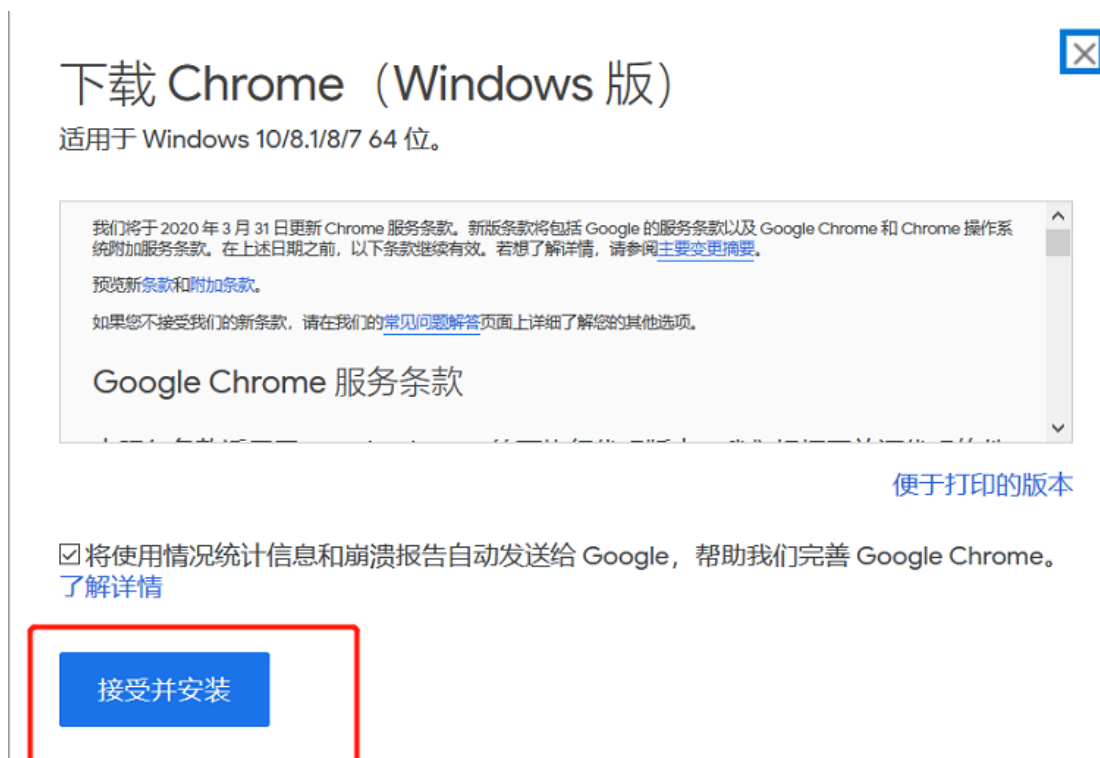 下载 Chrome（Windows 版）
适用于 Windows 10/8.1/8/7 64 位。
我们将于 2020 年 3 月 31 日更新 Chrome 服务条款。新版条款将包括 Google 的服务条款以及 Google Chrome 和 Chrome 操作系
统附加服务条款。在上述日期之前，以下条款继续有效。若想了解详情，请参阅主要变更摘要。
预览新条款和附加条款。
如果您不接受我们的新条款，请在我们的常见问题解答页面上详细了解您的其他选项。
Google Chrome 服务条款
便于打印的版本
将使用情况统计信息和崩溃报告自动发送给 Google，帮助我们完善 Google Chrome。
了解详情
接受并安装